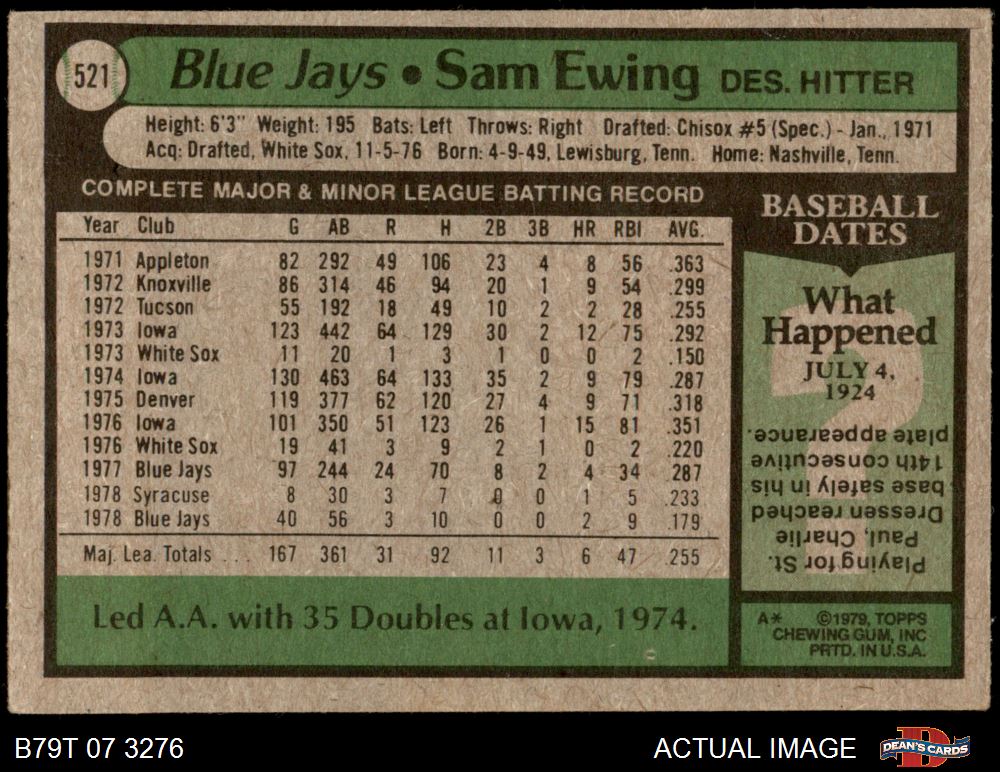 521
Blue Jays • Sam Ewing DES. HITTER
Height: 6'3" Weight: 195 Bats: Left Throws: Right Drafted: Chisox #5 (Spec.) - Jan., 1971
Acq: Drafted, White Sox, 11-5-76 Born: 4-9-49, Lewisburg, Tenn. Home: Nashville, Tenn.
COMPLETE MAJOR & MINOR LEAGUE BATTING RECORD
Year Club G AB R H 2B 3B HR RBI AVG.
1971 Appleton 82 292 49 106 23 4 8 56 .363
1972 Knoxville 86 314 46 94 20 1 9 54 .299
1972 Tucson 55 192 18 49 10 2 2 28 .255
1973 Iowa 123 442 64 129 30 2 12 75 .292
1973 White Sox 11 20 1 3 1 0 0 2 .150
1974 Iowa 130 463 64 133 35 2 9 79 .287
1975 Denver 119 377 62 120 27 4 9 71 .318
1976 Iowa 101 350 51 123 26 1 15 81 .351
1976 White Sox 19 41 3 9 2 1 0 2 .220
1977 Blue Jays 97 244 24 70 8 2 4 34 .287
1978 Syracuse 8 30 3 7 0 0 1 5 .233
1978 Blue Jays 40 56 3 10 0 0 2 9 .179
Maj. Lea. Totals . . . 167 361 31 92 11 3 6 47 .255
Led A.A. with 35 Doubles at Iowa, 1974.
BASEBALL
DATES
What
Happened
JULY 4,
1924
Playing for St.
Paul, Charlie
Dressen reached
base safely in his
14th consecutive
plate appearance.
A* ©1979, TOPPS
CHEWING GUM, INC
PRTD. IN U.S.A.
B79T 07 3276
ACTUAL IMAGE
D
DEAN'S CARDS